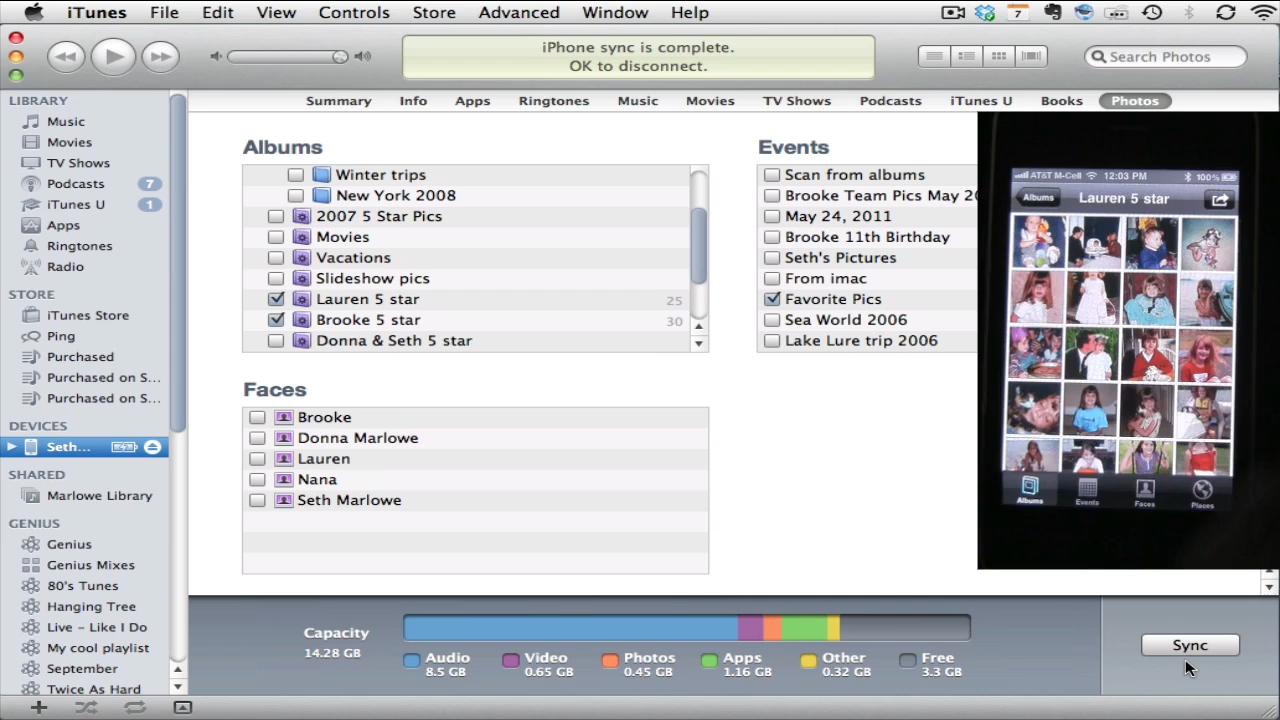 iTunes File Edit View Controls Store Advanced Window Help
7
iPhone sync is complete.
OK to disconnect.
Search Photos
LIBRARY
Music
Movies
TV Shows
Podcasts 7
iTunes U 1
Apps
Ringtones
Radio
STORE
iTunes Store
Ping
Purchased
Purchased on S...
Purchased on S...
DEVICES
Seth...
SHARED
Marlowe Library
GENIUS
Genius
Genius Mixes
80's Tunes
Hanging Tree
Live – Like I Do
My cool playlist
September
Twice As Hard
Summary Info Apps Ringtones Music Movies TV Shows Podcasts iTunes U Books Photos
Albums
Winter trips
New York 2008
2007 5 Star Pics
Movies
Vacations
Slideshow pics
Lauren 5 star 25
Brooke 5 star 30
Donna & Seth 5 star
Events
Scan from albums
Brooke Team Pics May 20
May 24, 2011
Brooke 11th Birthday
Seth's Pictures
From imac
Favorite Pics
Sea World 2006
Lake Lure trip 2006
Faces
Brooke
Donna Marlowe
Lauren
Nana
Seth Marlowe
AT&T M-Cell 12:03 PM 100%
Albums Lauren 5 star
Albums Events Faces Places
Capacity
14.28 GB
Audio
8.5 GB
Video
0.65 GB
Photos
0.45 GB
Apps
1.16 GB
Other
0.32 GB
Free
3.3 GB
Sync